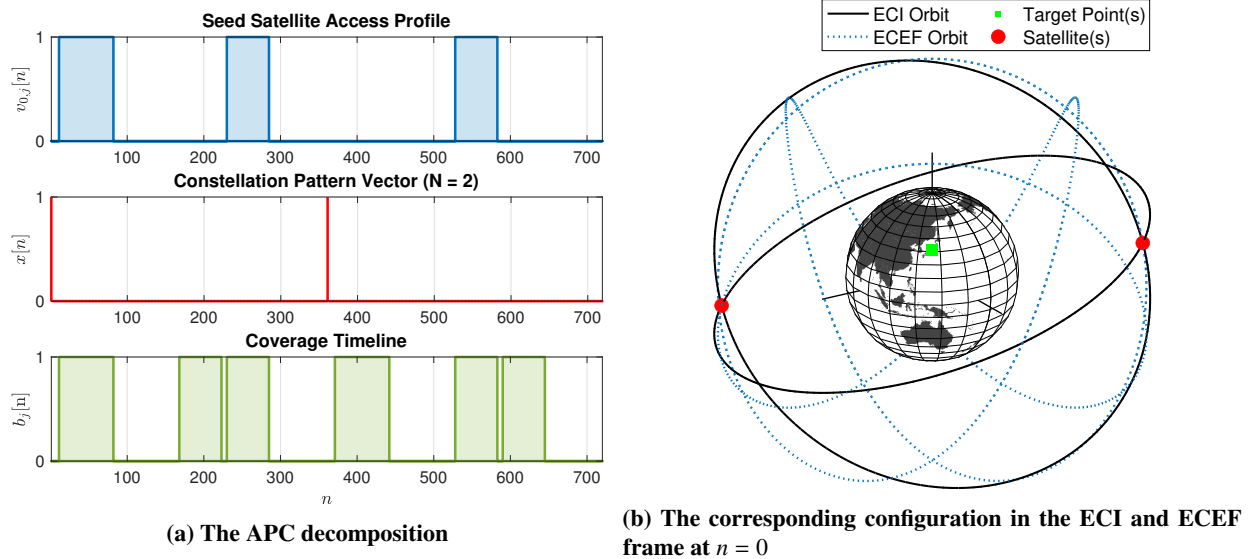 Seed Satellite Access Profile
1
v₀,ⱼ[n]
0
100 200 300 400 500 600 700
Constellation Pattern Vector (N = 2)
1
x[n]
0
100 200 300 400 500 600 700
Coverage Timeline
1
bⱼ[n]
0
100 200 300 400 500 600 700
n
(a) The APC decomposition
ECI Orbit Target Point(s)
ECEF Orbit Satellite(s)
(b) The corresponding configuration in the ECI and ECEF
frame at n = 0